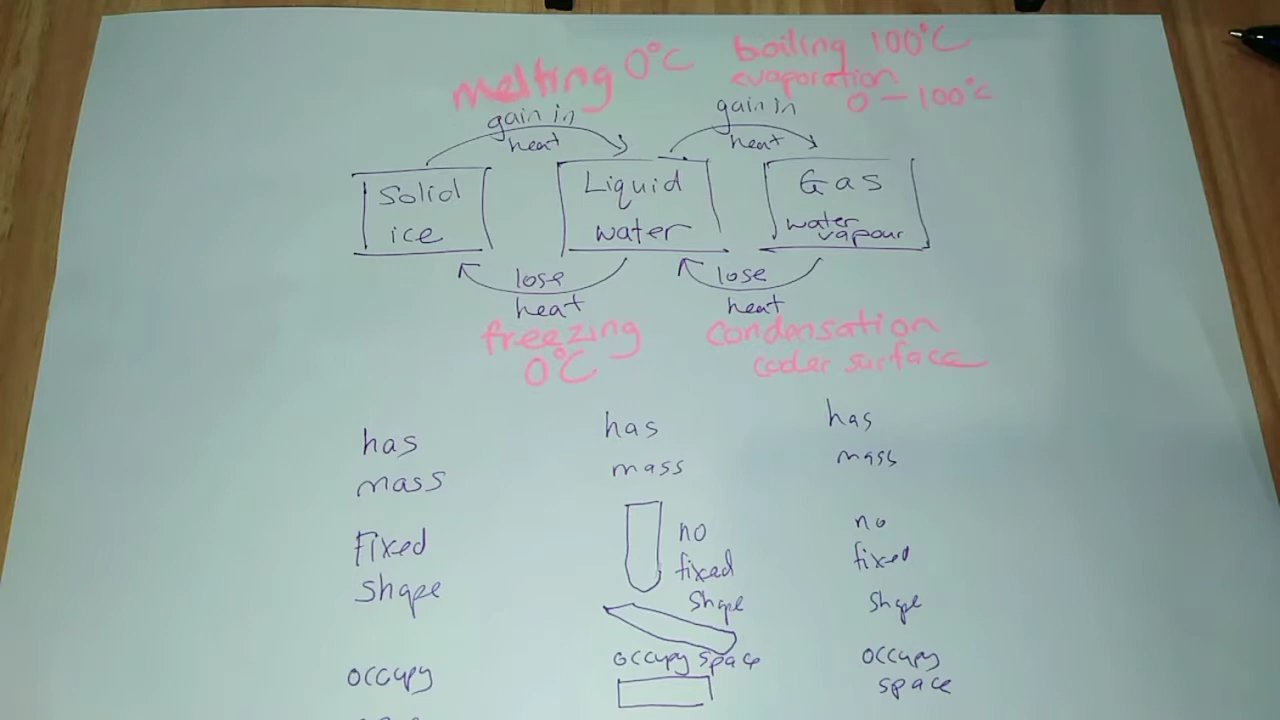 melting 0°C
boiling 100°C
evaporation
0 – 100°C
gain in
heat
gain in
heat
Solid
ice
Liquid
water
Gas
water
vapour
lose
heat
lose
heat
freezing
0°C
condensation
cooler surface
has
mass
Fixed
shape
occupy
has
mass
no
fixed
shape
occupy space
has
mass
no
fixed
shape
occupy
space